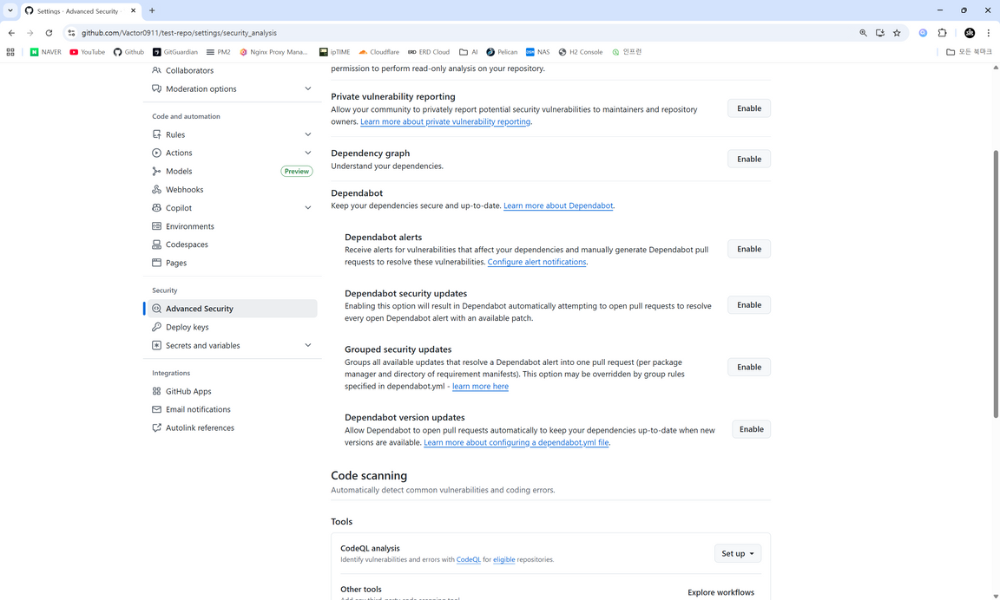 Settings · Advanced Security
github.com/Vactor0911/test-repo/settings/security_analysis
NAVER
YouTube
Github
GitGuardian
PM2
Nginx Proxy Mana...
ipTIME
Cloudflare
ERD Cloud
AI
Pelican
NAS
H2 Console
인프런
모든 북마크
Collaborators
Moderation options
Code and automation
Rules
Actions
Models
Preview
Webhooks
Copilot
Environments
Codespaces
Pages
Security
Advanced Security
Deploy keys
Secrets and variables
Integrations
GitHub Apps
Email notifications
Autolink references
permission to perform read-only analysis on your repository.
Private vulnerability reporting
Allow your community to privately report potential security vulnerabilities to maintainers and repository
owners. Learn more about private vulnerability reporting.
Enable
Dependency graph
Understand your dependencies.
Enable
Dependabot
Keep your dependencies secure and up-to-date. Learn more about Dependabot.
Dependabot alerts
Receive alerts for vulnerabilities that affect your dependencies and manually generate Dependabot pull
requests to resolve these vulnerabilities. Configure alert notifications.
Enable
Dependabot security updates
Enabling this option will result in Dependabot automatically attempting to open pull requests to resolve
every open Dependabot alert with an available patch.
Enable
Grouped security updates
Groups all available updates that resolve a Dependabot alert into one pull request (per package
manager and directory of requirement manifests). This option may be overridden by group rules
specified in dependabot.yml - learn more here
Enable
Dependabot version updates
Allow Dependabot to open pull requests automatically to keep your dependencies up-to-date when new
versions are available. Learn more about configuring a dependabot.yml file.
Enable
Code scanning
Automatically detect common vulnerabilities and coding errors.
Tools
CodeQL analysis
Identify vulnerabilities and errors with CodeQL for eligible repositories.
Set up
Other tools
Add any third-party code scanning tool
Explore workflows